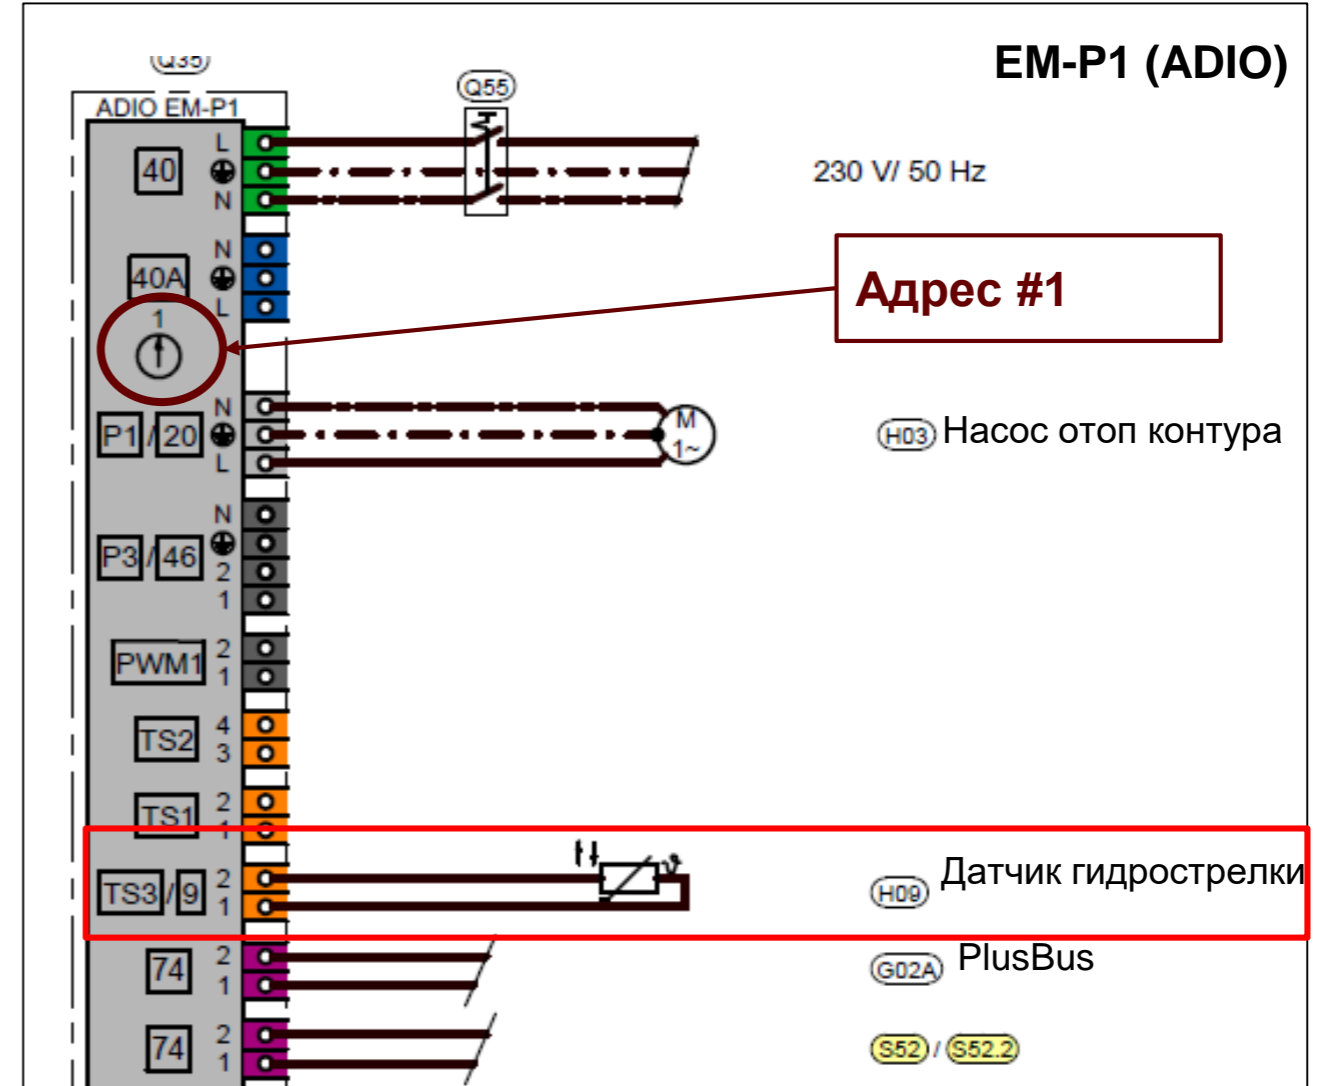 EM-P1 (ADIO)
Q35
Q55
ADIO EM-P1
L
40
N
230 V/ 50 Hz
N
40A
L
Адрес #1
1
N
P1 / 20
L
M
1~
H03 Насос отоп контура
N
P3 / 46
2
1
PWM1 2
1
TS2 4
3
TS1 2
1
TS3 / 9 2
1
ϑ
H09 Датчик гидрострелки
74 2
1
G02A PlusBus
74 2
1
S52 / S52.2